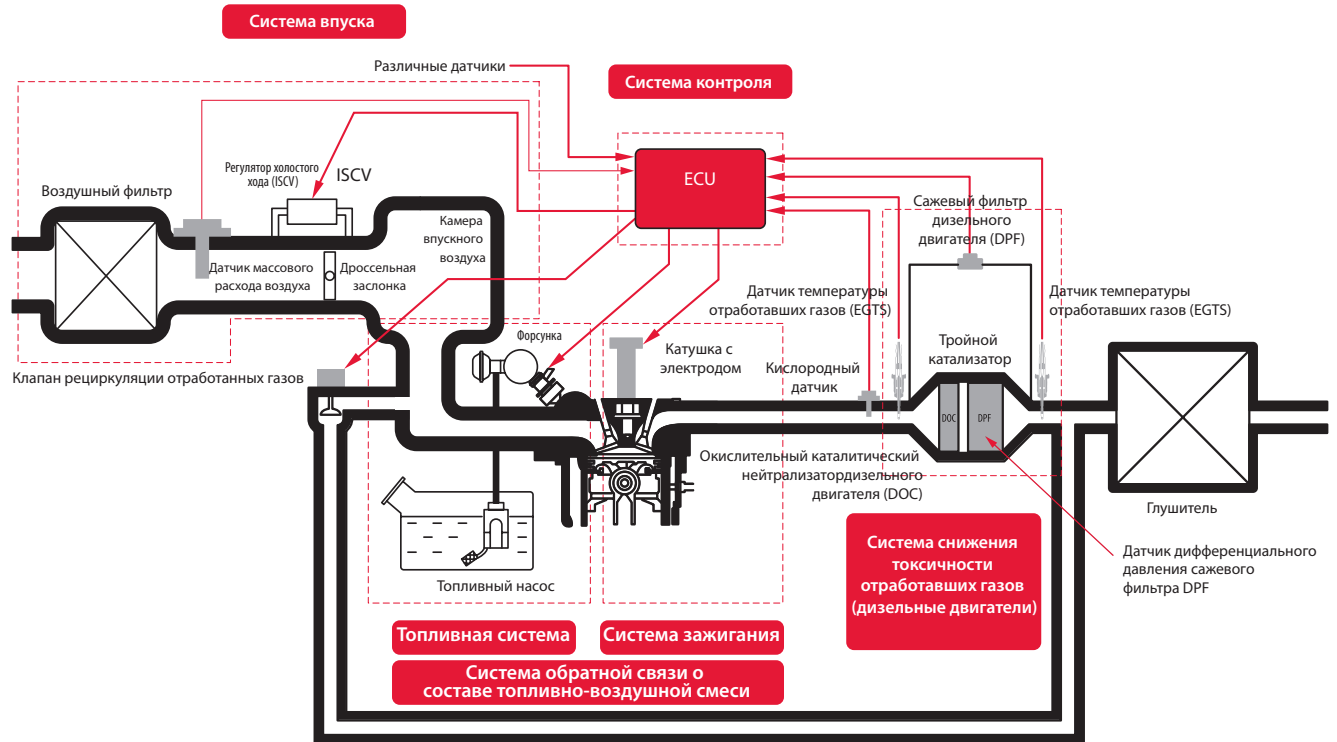 Система впуска
Различные датчики
Система контроля
Регулятор холостого
хода (ISCV)
ISCV
ECU
Воздушный фильтр
Камера
впускного
воздуха
Сажевый фильтр
дизельного
двигателя (DPF)
Датчик массового
расхода воздуха
Дроссельная
заслонка
Датчик температуры
отработавших газов (EGTS)
Датчик температуры
отработавших газов (EGTS)
Форсунка
Катушка с
электродом
Тройной
катализатор
Клапан рециркуляции отработанных газов
Кислородный
датчик
DOC
DPF
Окислительный каталитический
нейтрализатордизельного
двигателя (DOC)
Глушитель
Топливный насос
Система снижения
токсичности
отработавших газов
(дизельные двигатели)
Датчик дифференциального
давления сажевого
фильтра DPF
Топливная система
Система зажигания
Система обратной связи о
составе топливно-воздушной смеси